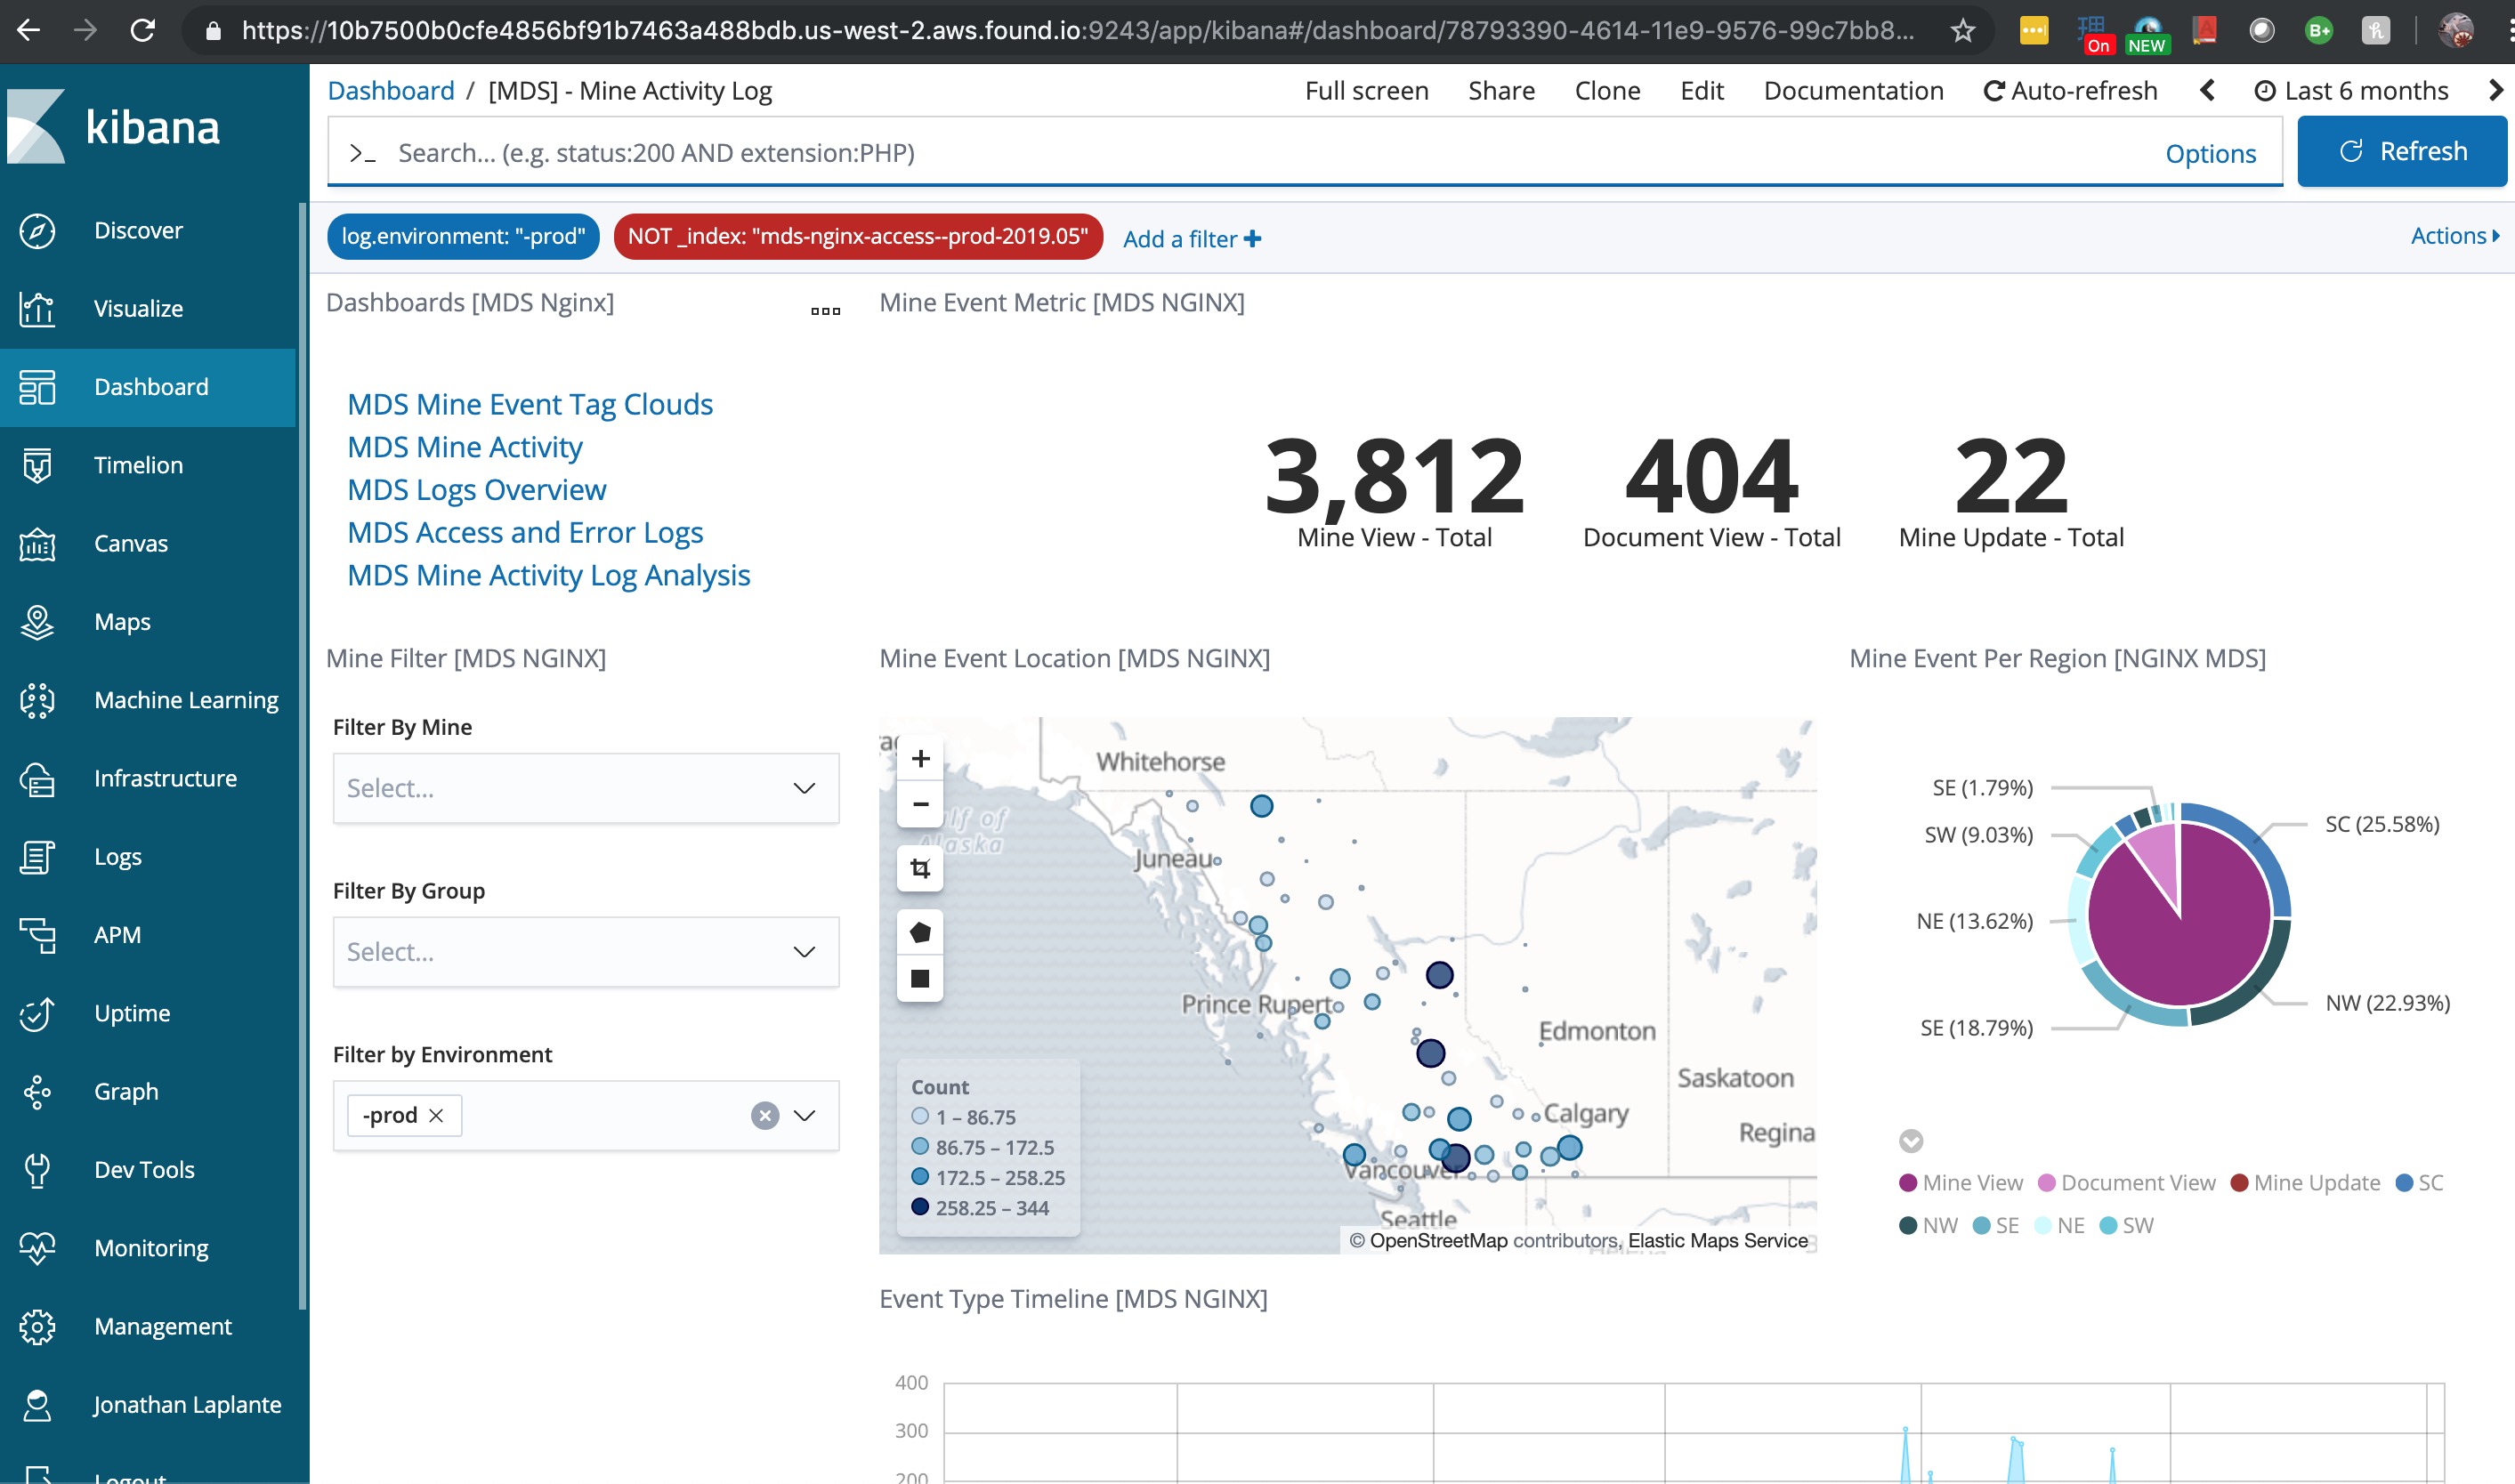 https://10b7500b0cfe4856bf91b7463a488bdb.us-west-2.aws.found.io:9243/app/kibana#/dashboard/78793390-4614-11e9-9576-99c7bb8...
理 On
NEW
B+
kibana
Discover
Visualize
Dashboard
Timelion
Canvas
Maps
Machine Learning
Infrastructure
Logs
APM
Uptime
Graph
Dev Tools
Monitoring
Management
Jonathan Laplante
Logout
Dashboard / [MDS] - Mine Activity Log
Full screen Share Clone Edit Documentation Auto-refresh Last 6 months
>_ Search... (e.g. status:200 AND extension:PHP) Options
Refresh
log.environment: "-prod" NOT _index: "mds-nginx-access--prod-2019.05" Add a filter + Actions
Dashboards [MDS Nginx]
MDS Mine Event Tag Clouds
MDS Mine Activity
MDS Logs Overview
MDS Access and Error Logs
MDS Mine Activity Log Analysis
Mine Event Metric [MDS NGINX]
3,812 404 22
Mine View - Total Document View - Total Mine Update - Total
Mine Filter [MDS NGINX]
Filter By Mine
Select...
Filter By Group
Select...
Filter by Environment
-prod ×
Mine Event Location [MDS NGINX]
+
−
Whitehorse
Gulf of
Alaska
Juneau
Prince Rupert
Edmonton
Saskatoon
Calgary
Regina
Vancouver
Seattle
Count
1 – 86.75
86.75 – 172.5
172.5 – 258.25
258.25 – 344
© OpenStreetMap contributors, Elastic Maps Service
Mine Event Per Region [NGINX MDS]
SE (1.79%)
SW (9.03%)
NE (13.62%)
SE (18.79%)
SC (25.58%)
NW (22.93%)
Mine View Document View Mine Update SC
NW SE NE SW
Event Type Timeline [MDS NGINX]
400
300
200